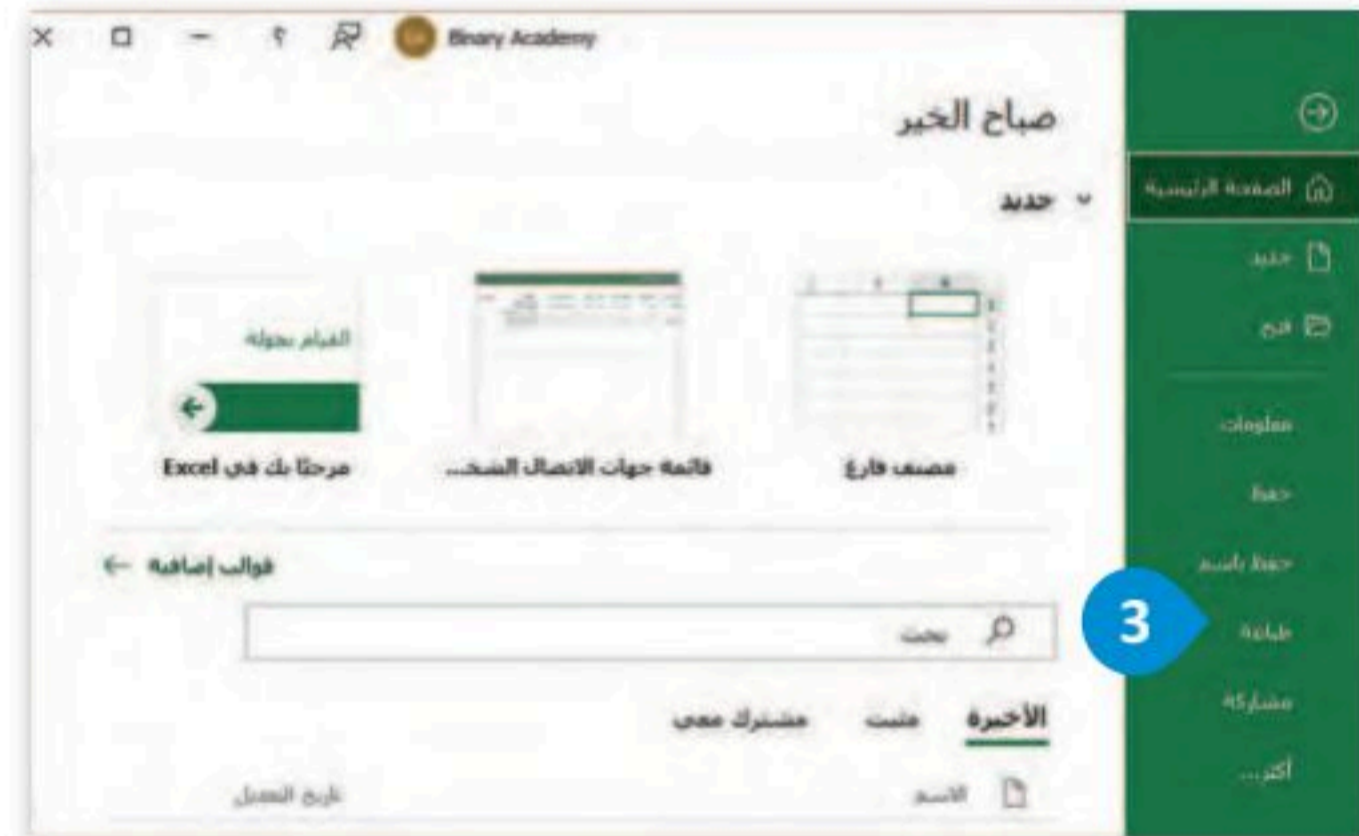 Binary Academy
صباح الخير
جديد
القيام بجولة
مصنف فارغ
قائمة جهات الاتصال الشخ...
مرحبًا بك في Excel
قوالب إضافية
بحث
الأخيرة
مثبت
مشترك معي
الاسم
تاريخ التعديل
الصفحة الرئيسية
جديد
فتح
معلومات
حفظ
حفظ باسم
3
طباعة
مشاركة
أكثر...